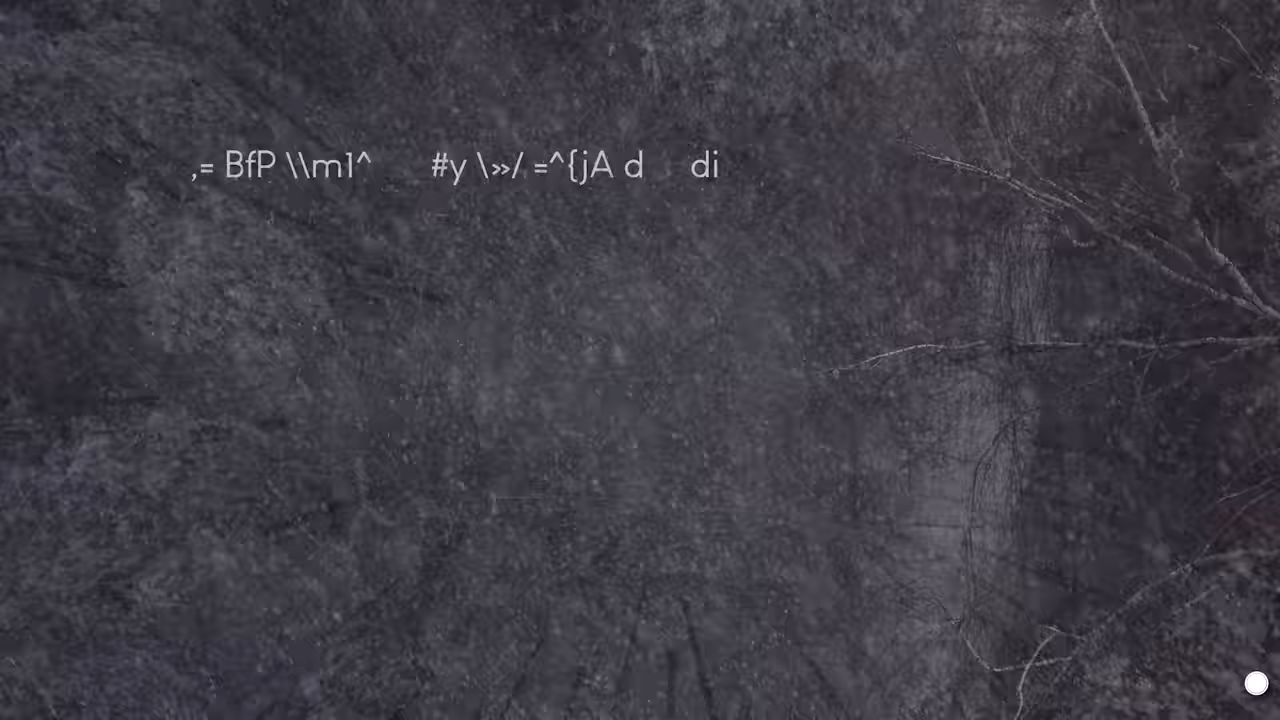 ,= BfP \\m1^ #y \»/ =^{jA d di